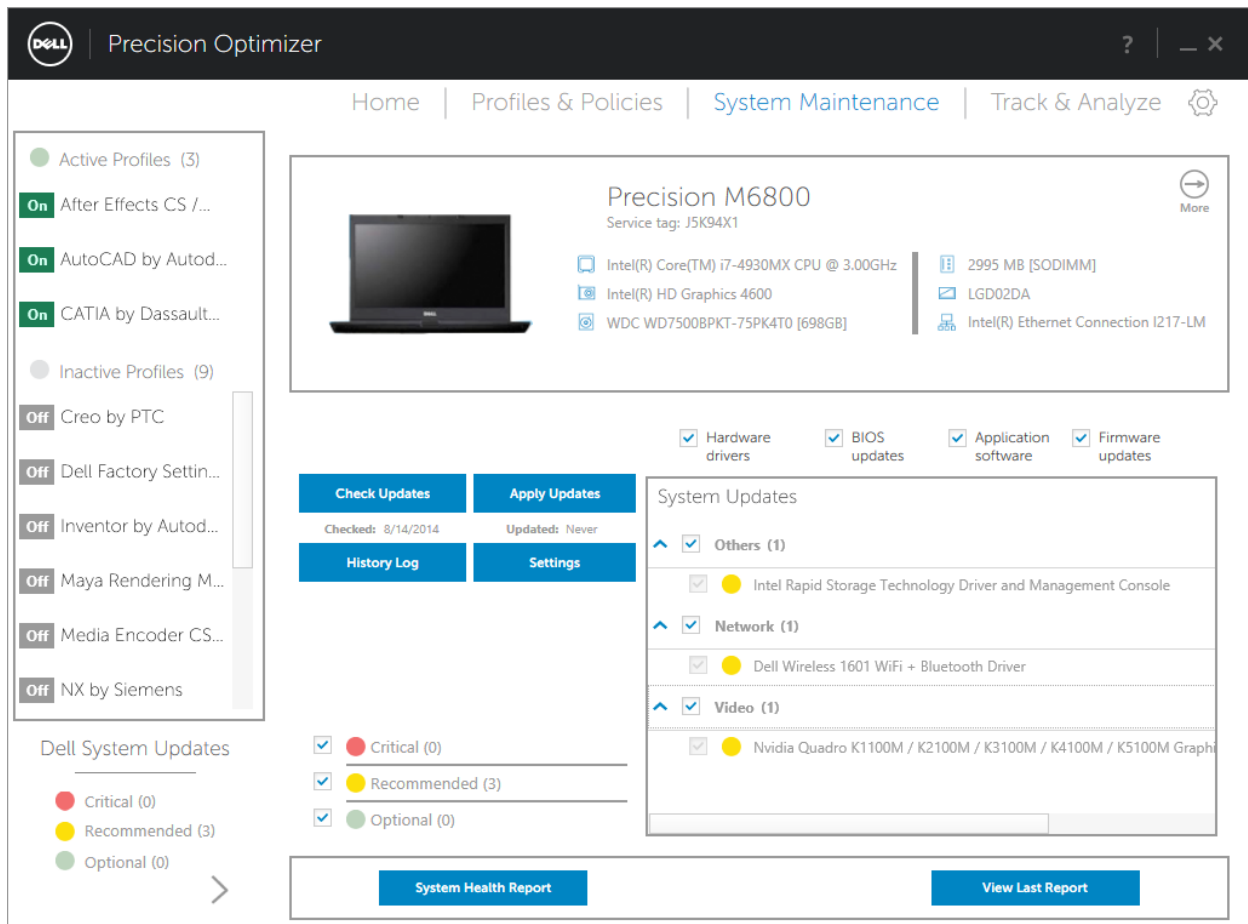 DELL
Precision Optimizer
?
Home
Profiles & Policies
System Maintenance
Track & Analyze
Active Profiles (3)
On After Effects CS /...
On AutoCAD by Autod...
On CATIA by Dassault...
Inactive Profiles (9)
Off Creo by PTC
Off Dell Factory Settin...
Off Inventor by Autod...
Off Maya Rendering M...
Off Media Encoder CS...
Off NX by Siemens
Dell System Updates
Critical (0)
Recommended (3)
Optional (0)
DELL
Precision M6800
Service tag: J5K94X1
More
Intel(R) Core(TM) i7-4930MX CPU @ 3.00GHz
Intel(R) HD Graphics 4600
WDC WD7500BPKT-75PK4T0 [698GB]
2995 MB [SODIMM]
LGD02DA
Intel(R) Ethernet Connection I217-LM
Hardware drivers
BIOS updates
Application software
Firmware updates
Check Updates
Apply Updates
Checked: 8/14/2014
Updated: Never
History Log
Settings
System Updates
Others (1)
Intel Rapid Storage Technology Driver and Management Console
Network (1)
Dell Wireless 1601 WiFi + Bluetooth Driver
Video (1)
Nvidia Quadro K1100M / K2100M / K3100M / K4100M / K5100M Graphi
Critical (0)
Recommended (3)
Optional (0)
System Health Report
View Last Report